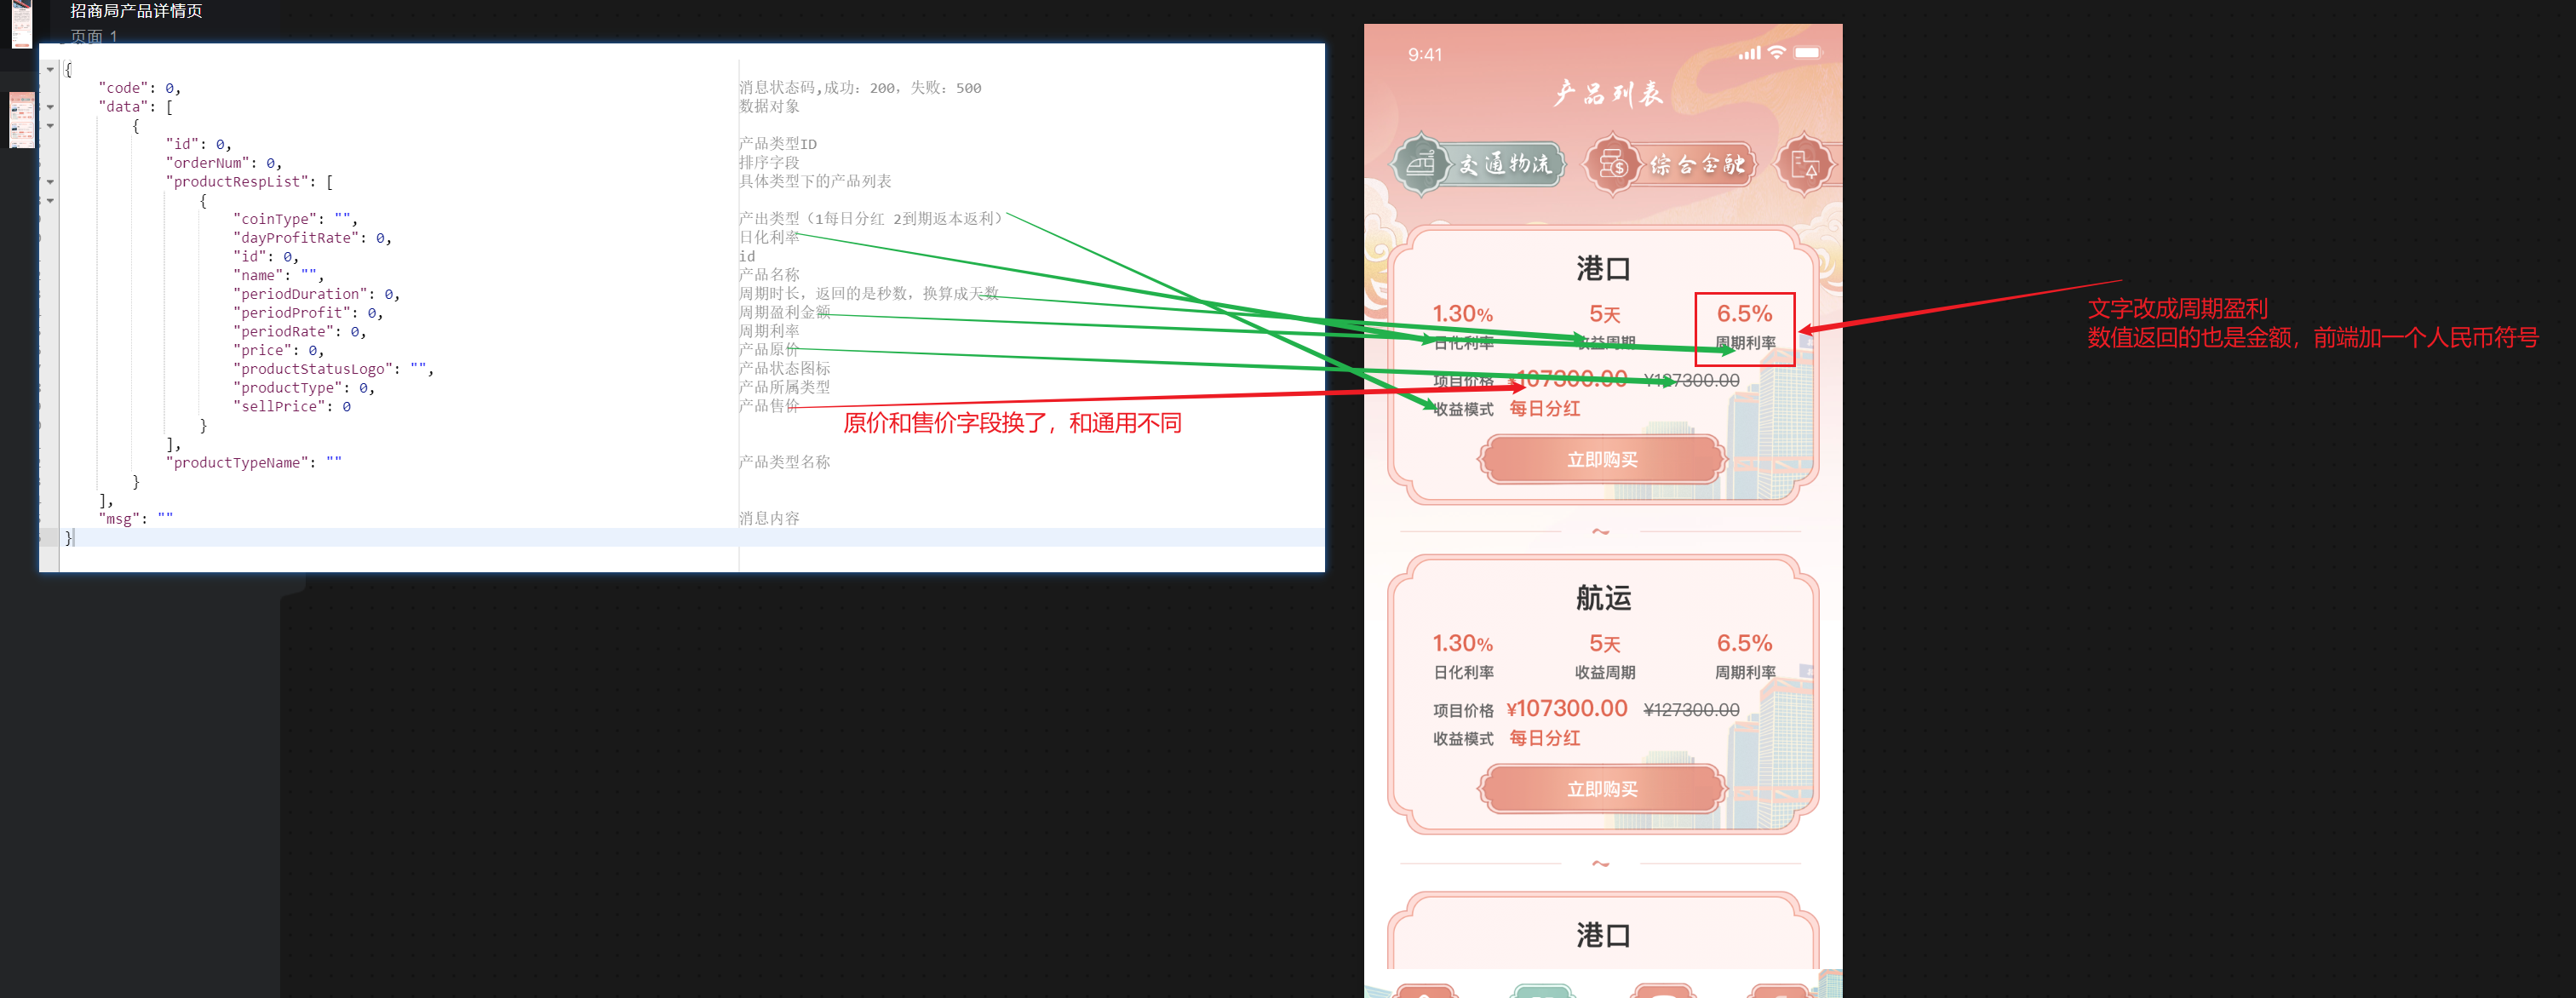 招商局产品详情页
页面 1
{
"code": 0, 消息状态码,成功: 200, 失败: 500
"data": [ 数据对象
{
"id": 0, 产品类型ID
"orderNum": 0, 排序字段
"productRespList": [ 具体类型下的产品列表
{
"coinType": "", 产出类型（1每日分红 2到期返本返利）
"dayProfitRate": 0, 日化利率
"id": 0, id
"name": "", 产品名称
"periodDuration": 0, 周期时长，返回的是秒数，换算成天数
"periodProfit": 0, 周期盈利金额
"periodRate": 0, 周期利率
"price": 0, 产品原价
"productStatusLogo": "", 产品状态图标
"productType": 0, 产品所属类型
"sellPrice": 0 产品售价
}
],
"productTypeName": "" 产品类型名称
}
],
"msg": "" 消息内容
}
原价和售价字段换了，和通用不同
9:41
产品列表
交通物流 综合金融
港口
1.30% 5天 6.5%
日化利率 收益周期 周期利率
项目价格 ¥107300.00 ¥127300.00
收益模式 每日分红
立即购买
~
航运
1.30% 5天 6.5%
日化利率 收益周期 周期利率
项目价格 ¥107300.00 ¥127300.00
收益模式 每日分红
立即购买
~
港口
文字改成周期盈利
数值返回的也是金额，前端加一个人民币符号